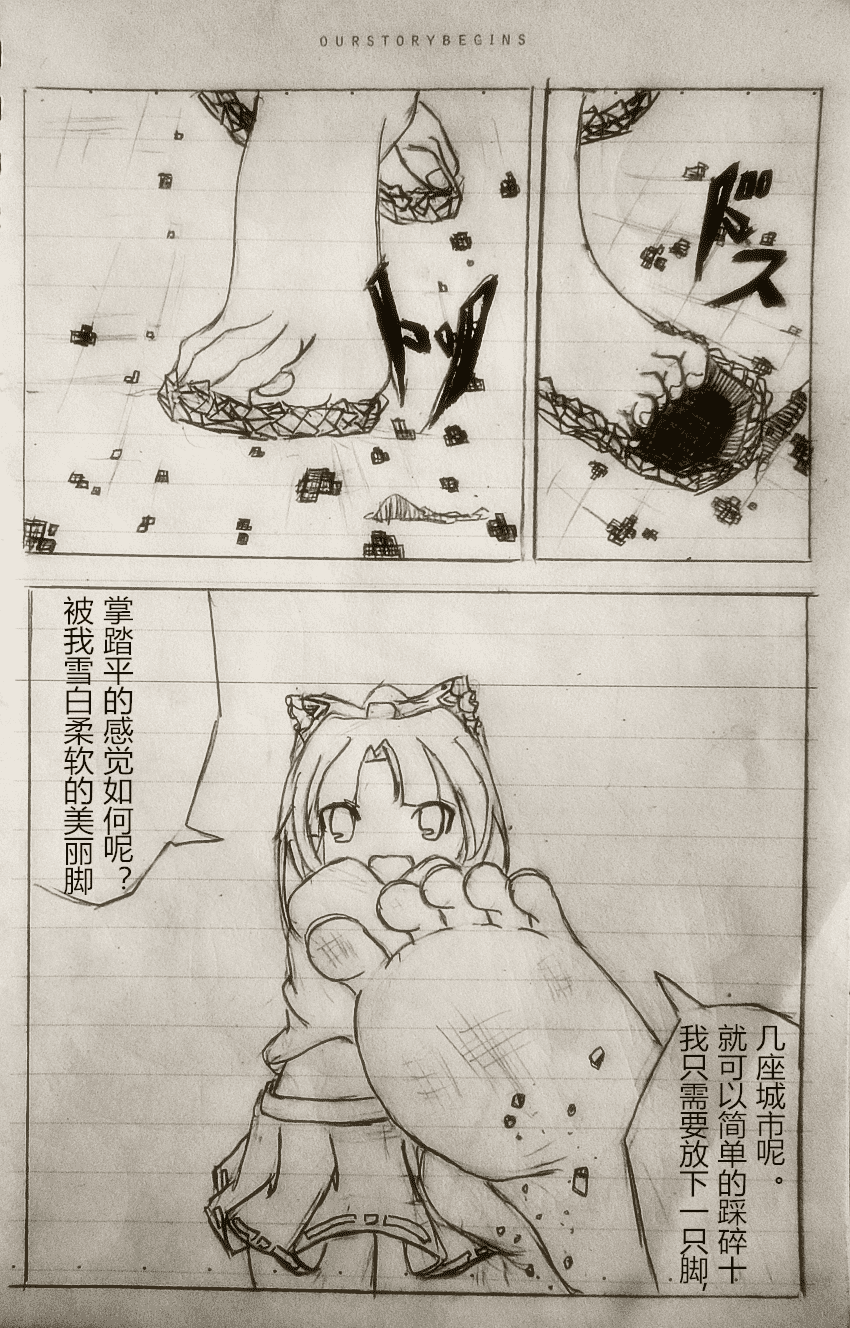 OURSTORYBEGINS
ドッ
ドス
被我雪白柔软的美丽脚
掌踏平的感觉如何呢？
我只需要放下一只脚,
就可以简单的踩碎十
几座城市呢。